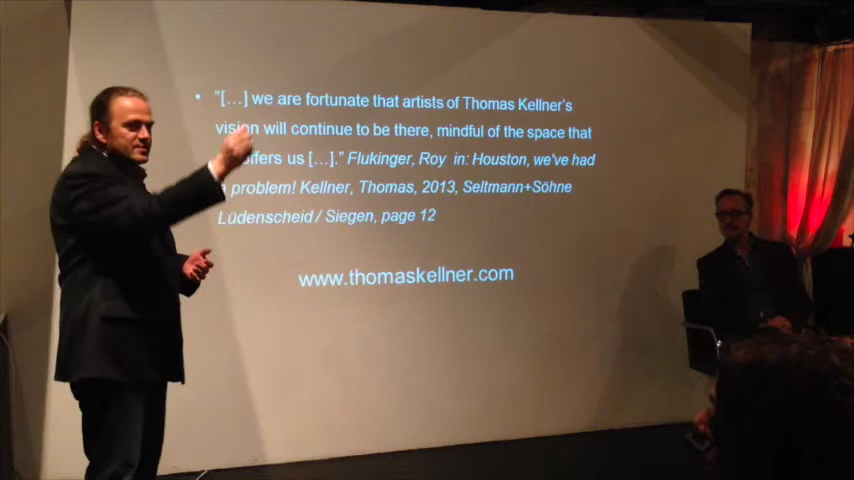 • “[…] we are fortunate that artists of Thomas Kellner’s
vision will continue to be there, mindful of the space that
offers us […].” Flukinger, Roy in: Houston, we've had
problem! Kellner, Thomas, 2013, Seltmann+Söhne
Lüdenscheid / Siegen, page 12
www.thomaskellner.com